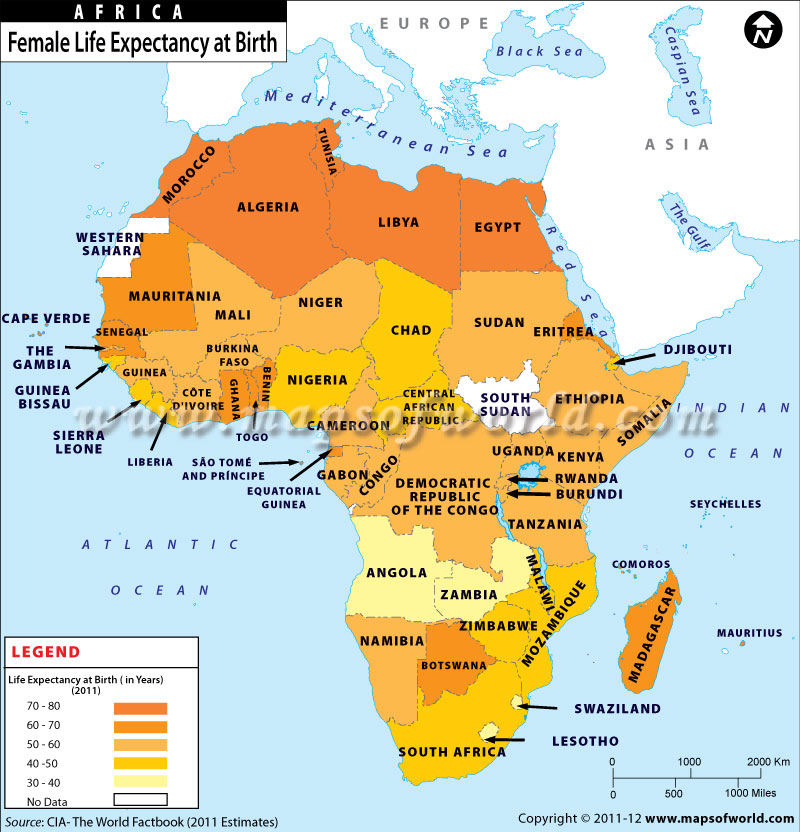 AFRICA
Female Life Expectancy at Birth
EUROPE
Black Sea
Caspian Sea
N
Mediterranean Sea
ASIA
MOROCCO
TUNISIA
ALGERIA
LIBYA
EGYPT
The Gulf
Red Sea
WESTERN
SAHARA
MAURITANIA
MALI
NIGER
CHAD
SUDAN
ERITREA
CAPE VERDE
SENEGAL
THE
GAMBIA
BURKINA
FASO
DJIBOUTI
GUINEA
NIGERIA
GUINEA
BISSAU
CÔTE
D'IVOIRE
GHANA
BENIN
CENTRAL
AFRICAN
REPUBLIC
SOUTH
SUDAN
ETHIOPIA
SOMALIA
www.mapsofworld.com
INDIAN
OCEAN
SIERRA
LEONE
LIBERIA
TOGO
CAMEROON
SÃO TOMÉ
AND PRÍNCIPE
EQUATORIAL
GUINEA
GABON
CONGO
DEMOCRATIC
REPUBLIC
OF THE CONGO
UGANDA
KENYA
RWANDA
BURUNDI
TANZANIA
SEYCHELLES
ATLANTIC
OCEAN
ANGOLA
ZAMBIA
MALAWI
MOZAMBIQUE
COMOROS
ZIMBABWE
NAMIBIA
BOTSWANA
MADAGASCAR
MAURITIUS
SWAZILAND
LESOTHO
SOUTH AFRICA
LEGEND
Life Expectancy at Birth ( in Years)
(2011)
70 - 80
60 - 70
50 - 60
40 -50
30 - 40
No Data
0 1000 2000 Km
0 500 1000 Miles
Source: CIA- The World Factbook (2011 Estimates)
Copyright © 2011-12 www.mapsofworld.com